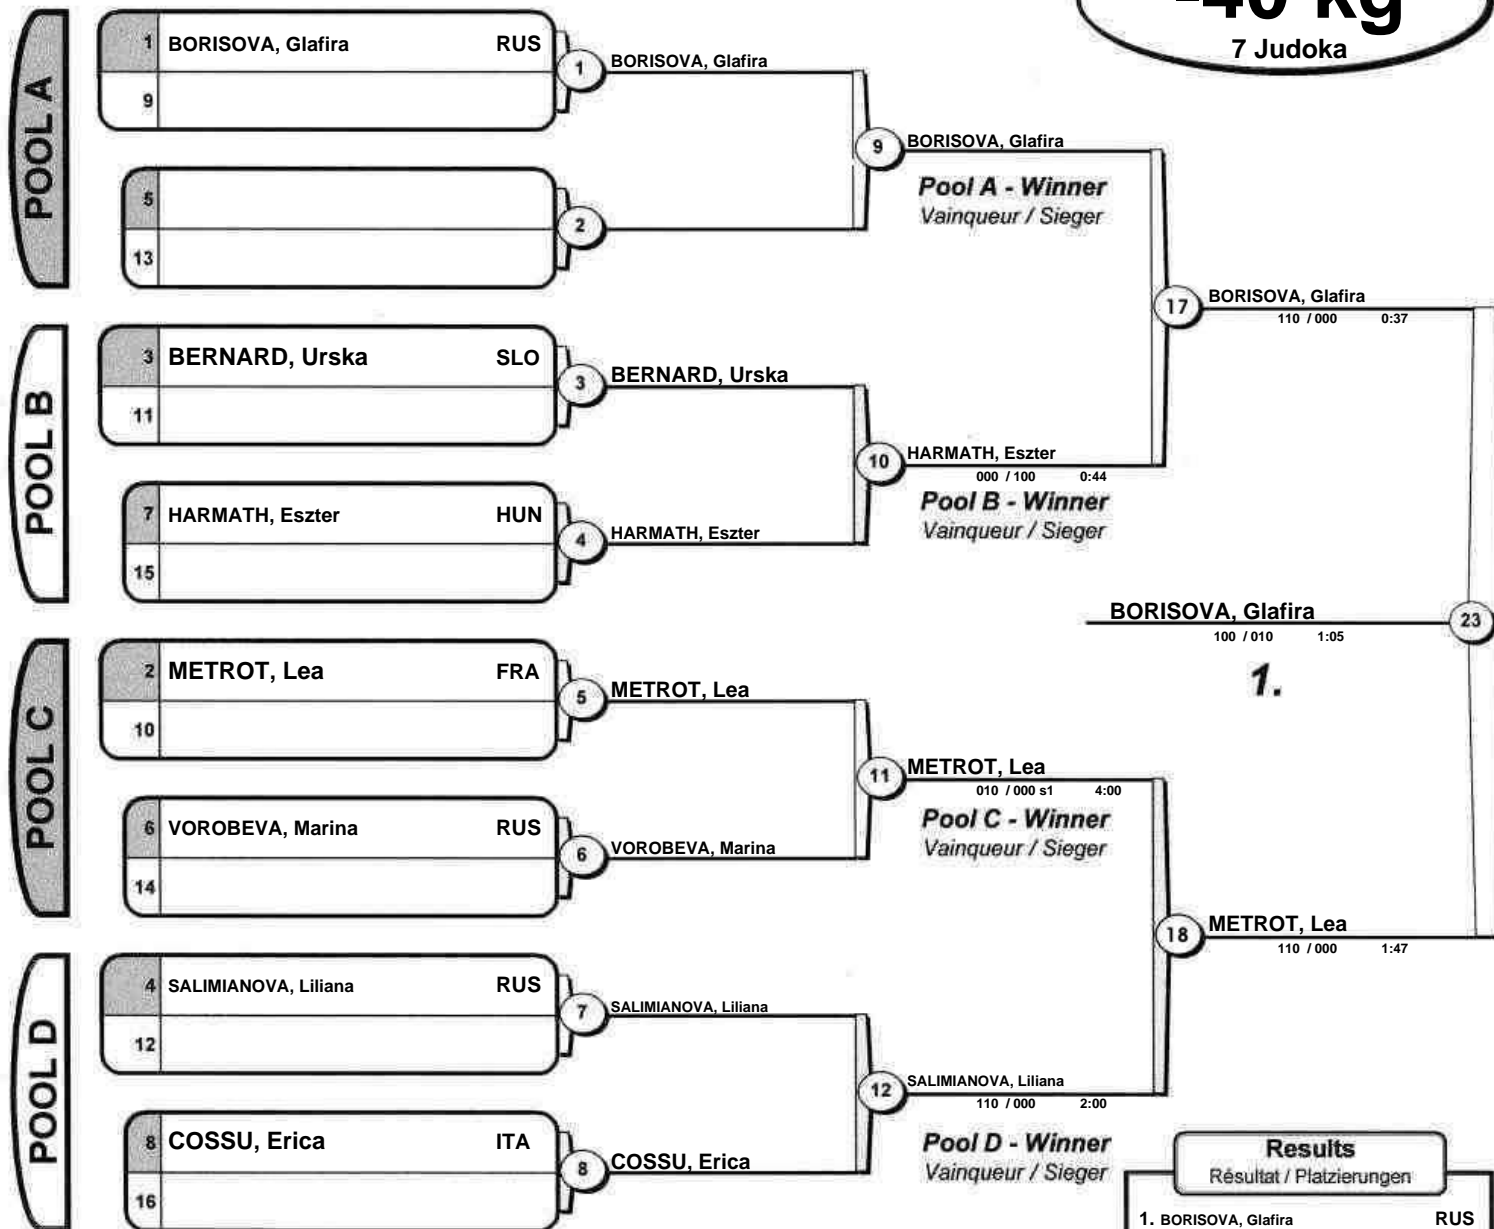 -40 kg
7 Judoka
POOL A
1 BORISOVA, Glafira RUS
9
1
BORISOVA, Glafira
5
13
2
9
BORISOVA, Glafira
Pool A - Winner
Vainqueur / Sieger
POOL B
3 BERNARD, Urska SLO
11
3
BERNARD, Urska
7 HARMATH, Eszter HUN
15
4
HARMATH, Eszter
10
HARMATH, Eszter
000 / 100 0:44
Pool B - Winner
Vainqueur / Sieger
17
BORISOVA, Glafira
110 / 000 0:37
BORISOVA, Glafira
100 / 010 1:05
23
1.
POOL C
2 METROT, Lea FRA
10
5
METROT, Lea
6 VOROBEVA, Marina RUS
14
6
VOROBEVA, Marina
11
METROT, Lea
010 / 000 s1 4:00
Pool C - Winner
Vainqueur / Sieger
18
METROT, Lea
110 / 000 1:47
POOL D
4 SALIMIANOVA, Liliana RUS
12
7
SALIMIANOVA, Liliana
8 COSSU, Erica ITA
16
8
COSSU, Erica
12
SALIMIANOVA, Liliana
110 / 000 2:00
Pool D - Winner
Vainqueur / Sieger
Results
Résultat / Platzierungen
1. BORISOVA, Glafira RUS